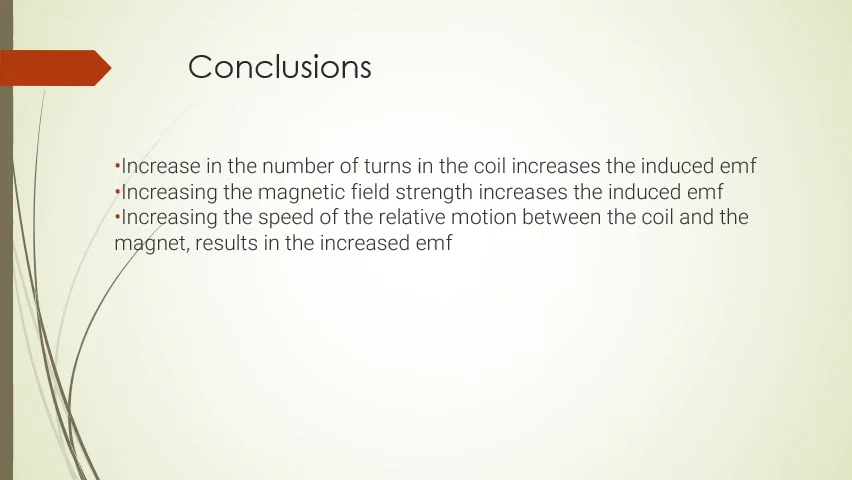 Conclusions
•Increase in the number of turns in the coil increases the induced emf
•Increasing the magnetic field strength increases the induced emf
•Increasing the speed of the relative motion between the coil and the
magnet, results in the increased emf